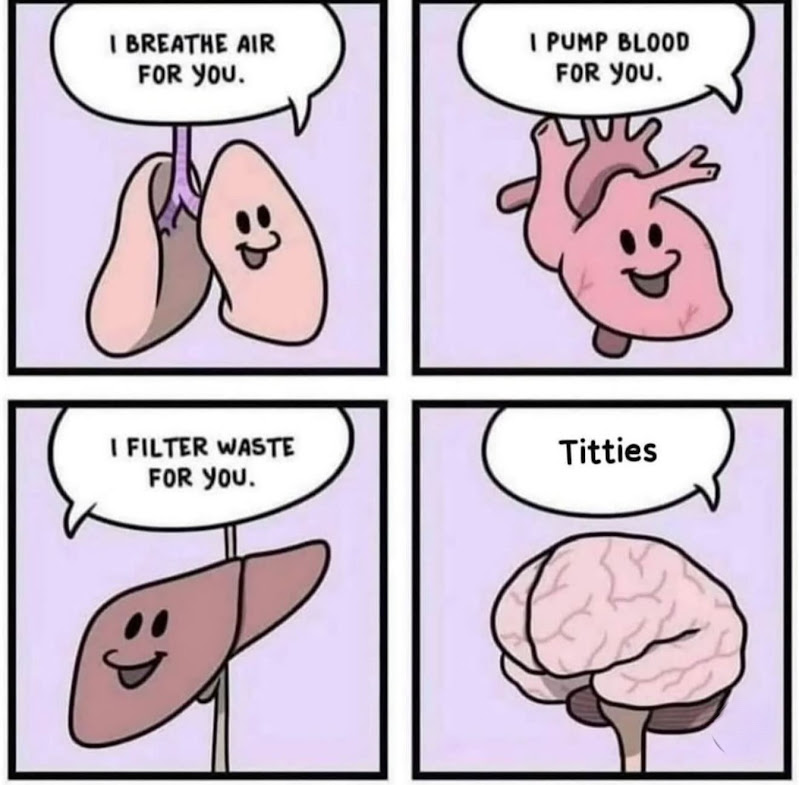 I BREATHE AIR
FOR YOU.
I PUMP BLOOD
FOR YOU.
I FILTER WASTE
FOR YOU.
Titties